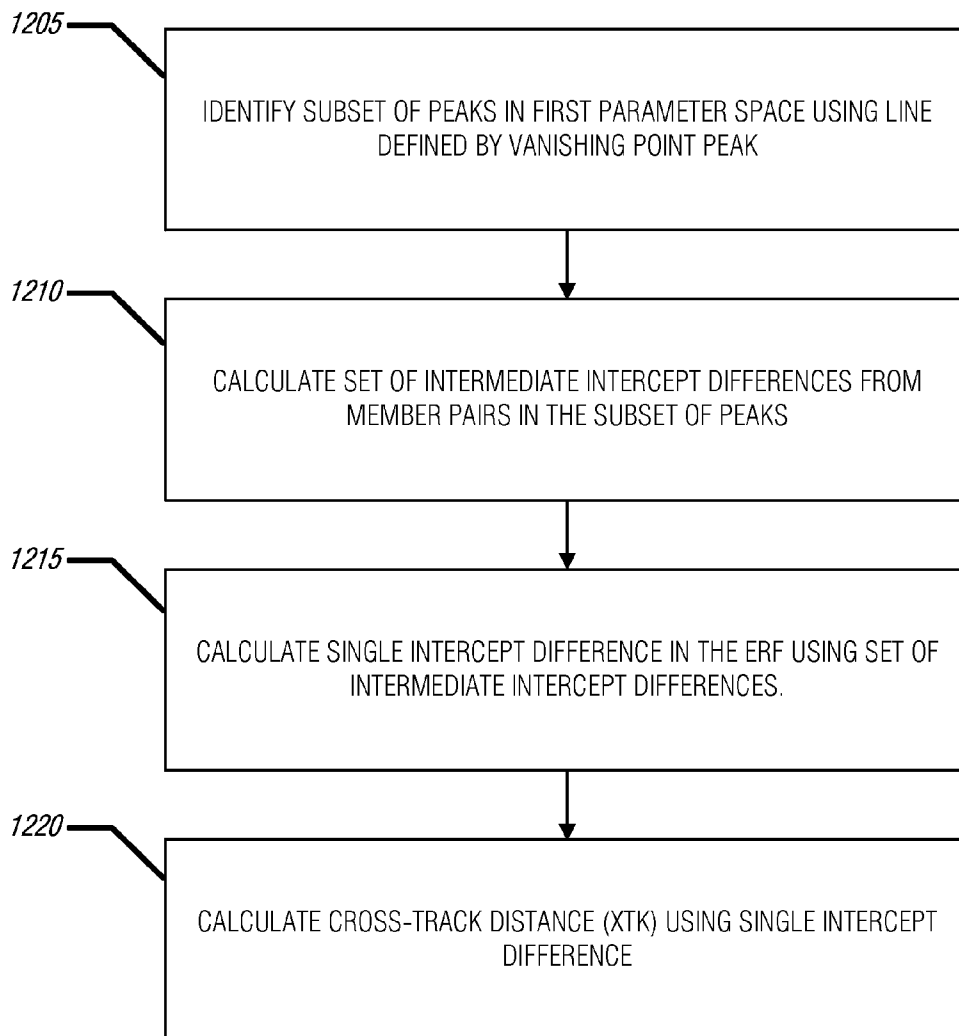 1205
IDENTIFY SUBSET OF PEAKS IN FIRST PARAMETER SPACE USING LINE
DEFINED BY VANISHING POINT PEAK
1210
CALCULATE SET OF INTERMEDIATE INTERCEPT DIFFERENCES FROM
MEMBER PAIRS IN THE SUBSET OF PEAKS
1215
CALCULATE SINGLE INTERCEPT DIFFERENCE IN THE ERF USING SET OF
INTERMEDIATE INTERCEPT DIFFERENCES.
1220
CALCULATE CROSS-TRACK DISTANCE (XTK) USING SINGLE INTERCEPT
DIFFERENCE